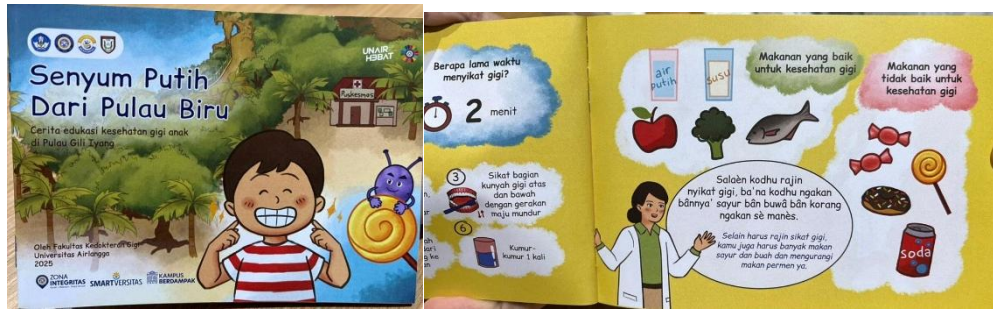 UNAIR
HEBAT
Senyum Putih
Dari Pulau Biru
Cerita edukasi kesehatan gigi anak
di Pulau Gili Iyang
Puskesmas
Oleh Fakultas Kedokteran Gigi
Universitas Airlangga
2025
ZONA
INTEGRITAS
SMARTVERSITAS
KAMPUS
BERDAMPAK
Berapa lama waktu
menyikat gigi?
2 menit
3
Sikat bagian
kunyah gigi atas
dan bawah
dengan gerakan
maju mundur
6
Kumur-
kumur 1 kali
air
putih
susu
Makanan yang baik
untuk kesehatan gigi
Makanan yang
tidak baik untuk
kesehatan gigi
Salaèn kodhu rajin
nyikat gigi, ba'na kodhu ngakan
bânnya' sayur bân buwâ bân korang
ngakan sè manès.
Selain harus rajin sikat gigi,
kamu juga harus banyak makan
sayur dan buah dan mengurangi
makan permen ya.
soda